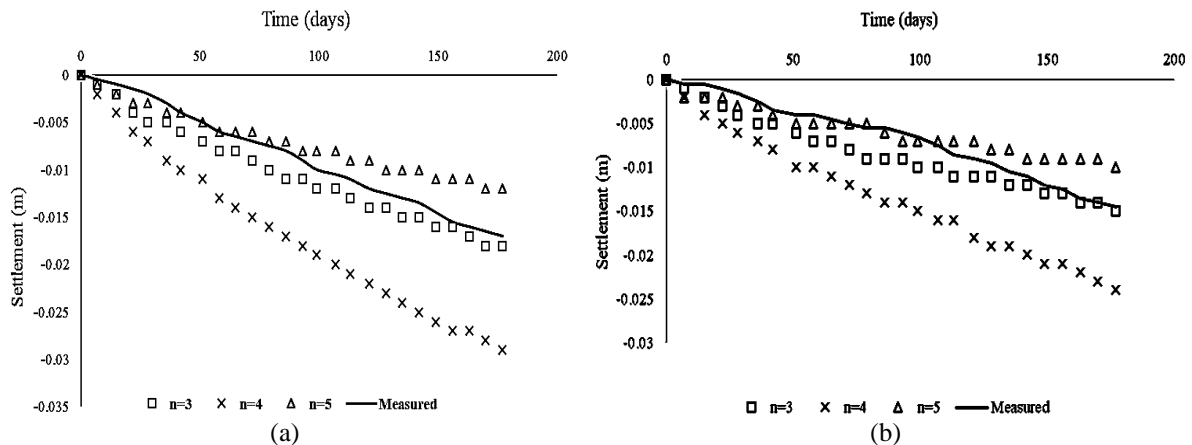 Time (days)
0 50 100 150 200
0
-0.005
-0.01
-0.015
-0.02
-0.025
-0.03
-0.035
Settlement (m)
n=3 n=4 n=5 Measured
(a)
Time (days)
0 50 100 150 200
0
-0.005
-0.01
-0.015
-0.02
-0.025
-0.03
Settlement (m)
n=3 n=4 n=5 Measured
(b)